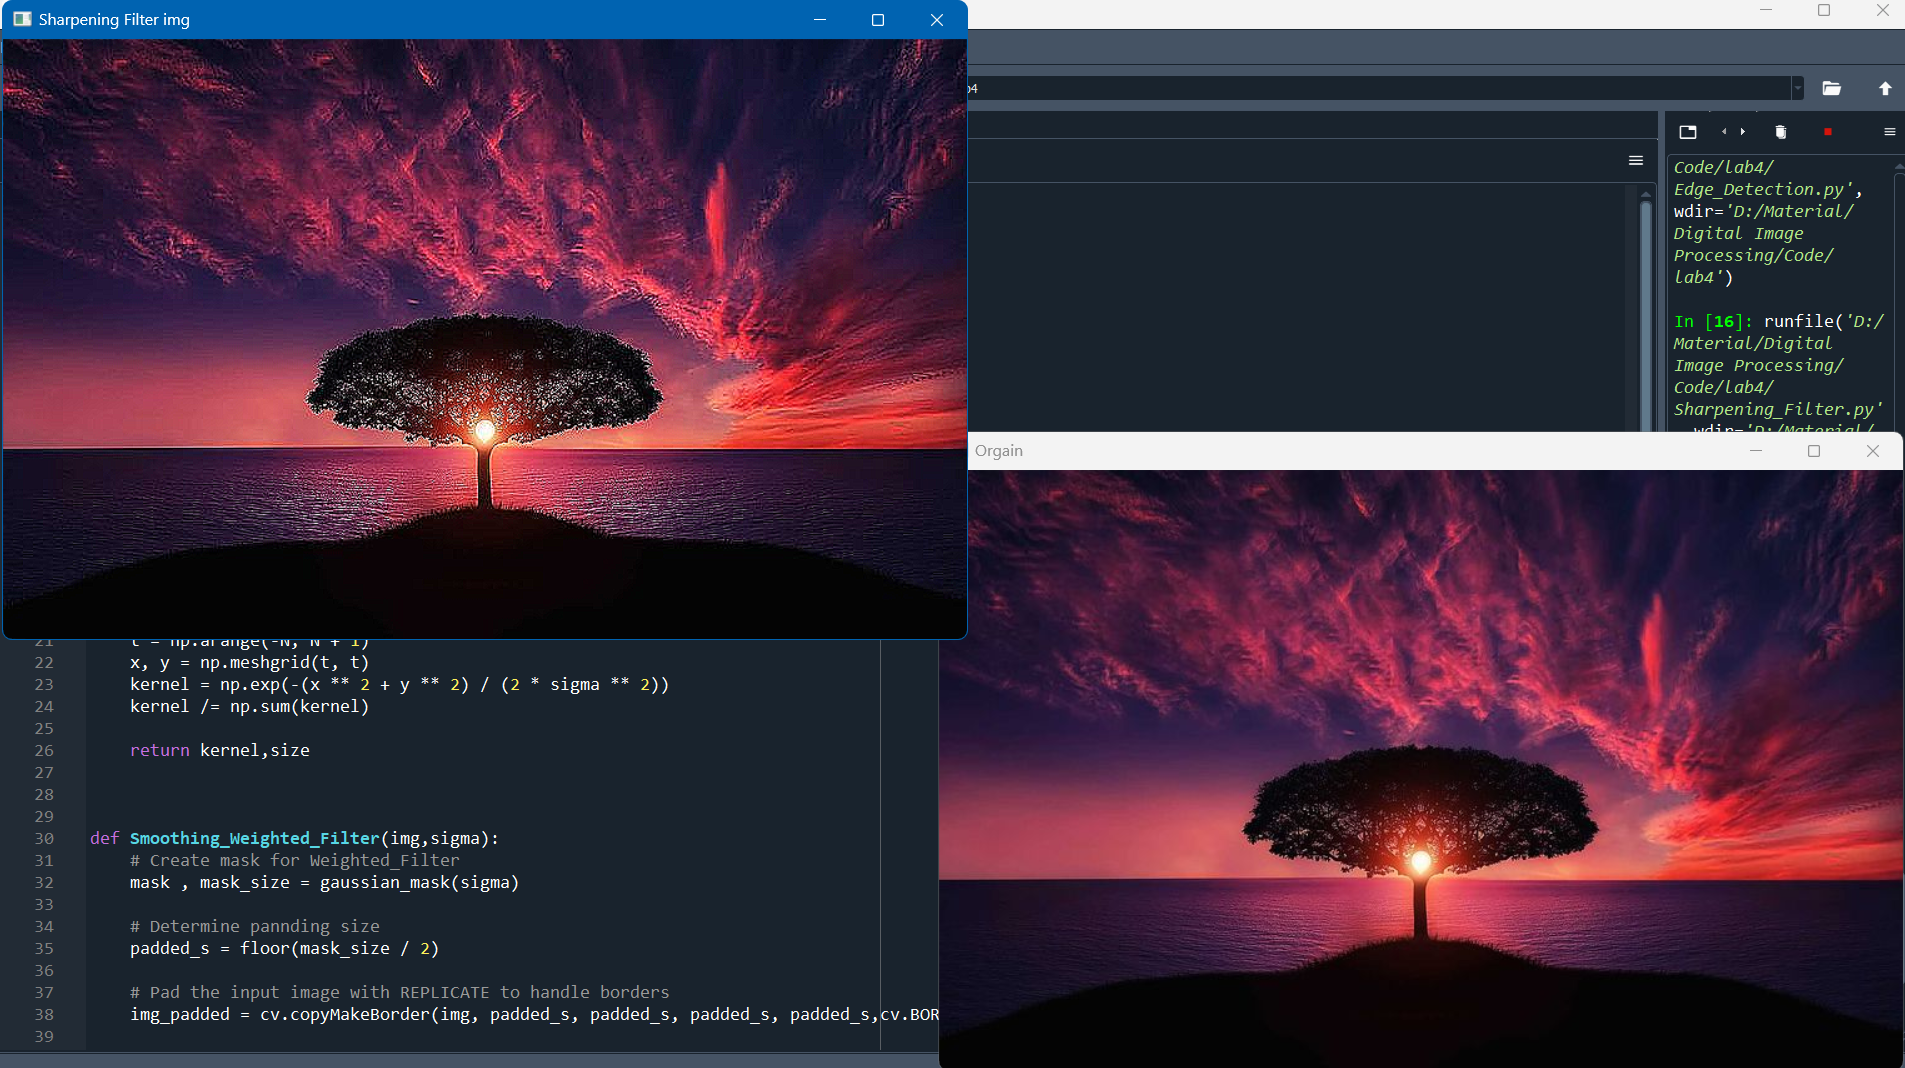 Sharpening Filter img
Code/lab4/
Edge_Detection.py',
wdir='D:/Material/
Digital Image
Processing/Code/
lab4')
In [16]: runfile('D:/
Material/Digital
Image Processing/
Code/lab4/
Sharpening_Filter.py'
wdir='D:/Material/
Orgain
21 t = np.arange(-N, N + 1)
22 x, y = np.meshgrid(t, t)
23 kernel = np.exp(-(x ** 2 + y ** 2) / (2 * sigma ** 2))
24 kernel /= np.sum(kernel)
25
26 return kernel,size
27
28
29
30 def Smoothing_Weighted_Filter(img,sigma):
31 # Create mask for Weighted_Filter
32 mask , mask_size = gaussian_mask(sigma)
33
34 # Determine pannding size
35 padded_s = floor(mask_size / 2)
36
37 # Pad the input image with REPLICATE to handle borders
38 img_padded = cv.copyMakeBorder(img, padded_s, padded_s, padded_s, padded_s,cv.BOR
39